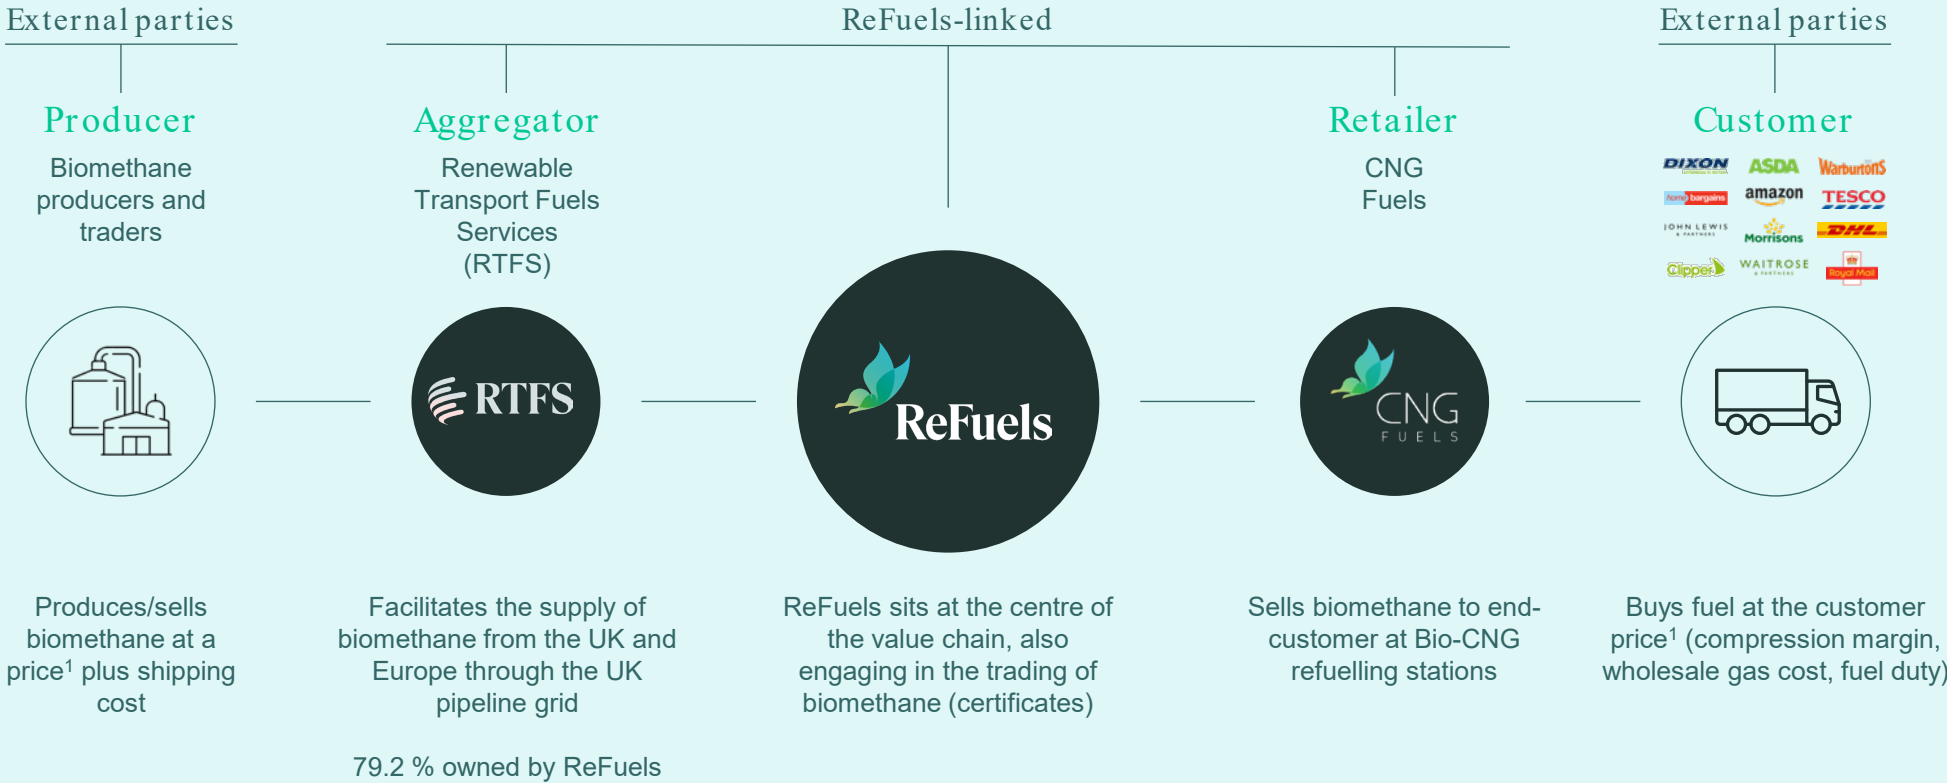 External parties
ReFuels-linked
External parties
Producer
Biomethane
producers and
traders
Aggregator
Renewable
Transport Fuels
Services
(RTFS)
Retailer
CNG
Fuels
Customer
DIXON
ASDA
Warburtons
home bargains
amazon
TESCO
JOHN LEWIS
& PARTNERS
Morrisons
DHL
Clipper
WAITROSE
& PARTNERS
Royal Mail
RTFS
ReFuels
CNG
FUELS
Produces/sells
biomethane at a
price¹ plus shipping
cost
Facilitates the supply of
biomethane from the UK and
Europe through the UK
pipeline grid
79.2 % owned by ReFuels
ReFuels sits at the centre of
the value chain, also
engaging in the trading of
biomethane (certificates)
Sells biomethane to end-
customer at Bio-CNG
refuelling stations
Buys fuel at the customer
price¹ (compression margin,
wholesale gas cost, fuel duty)